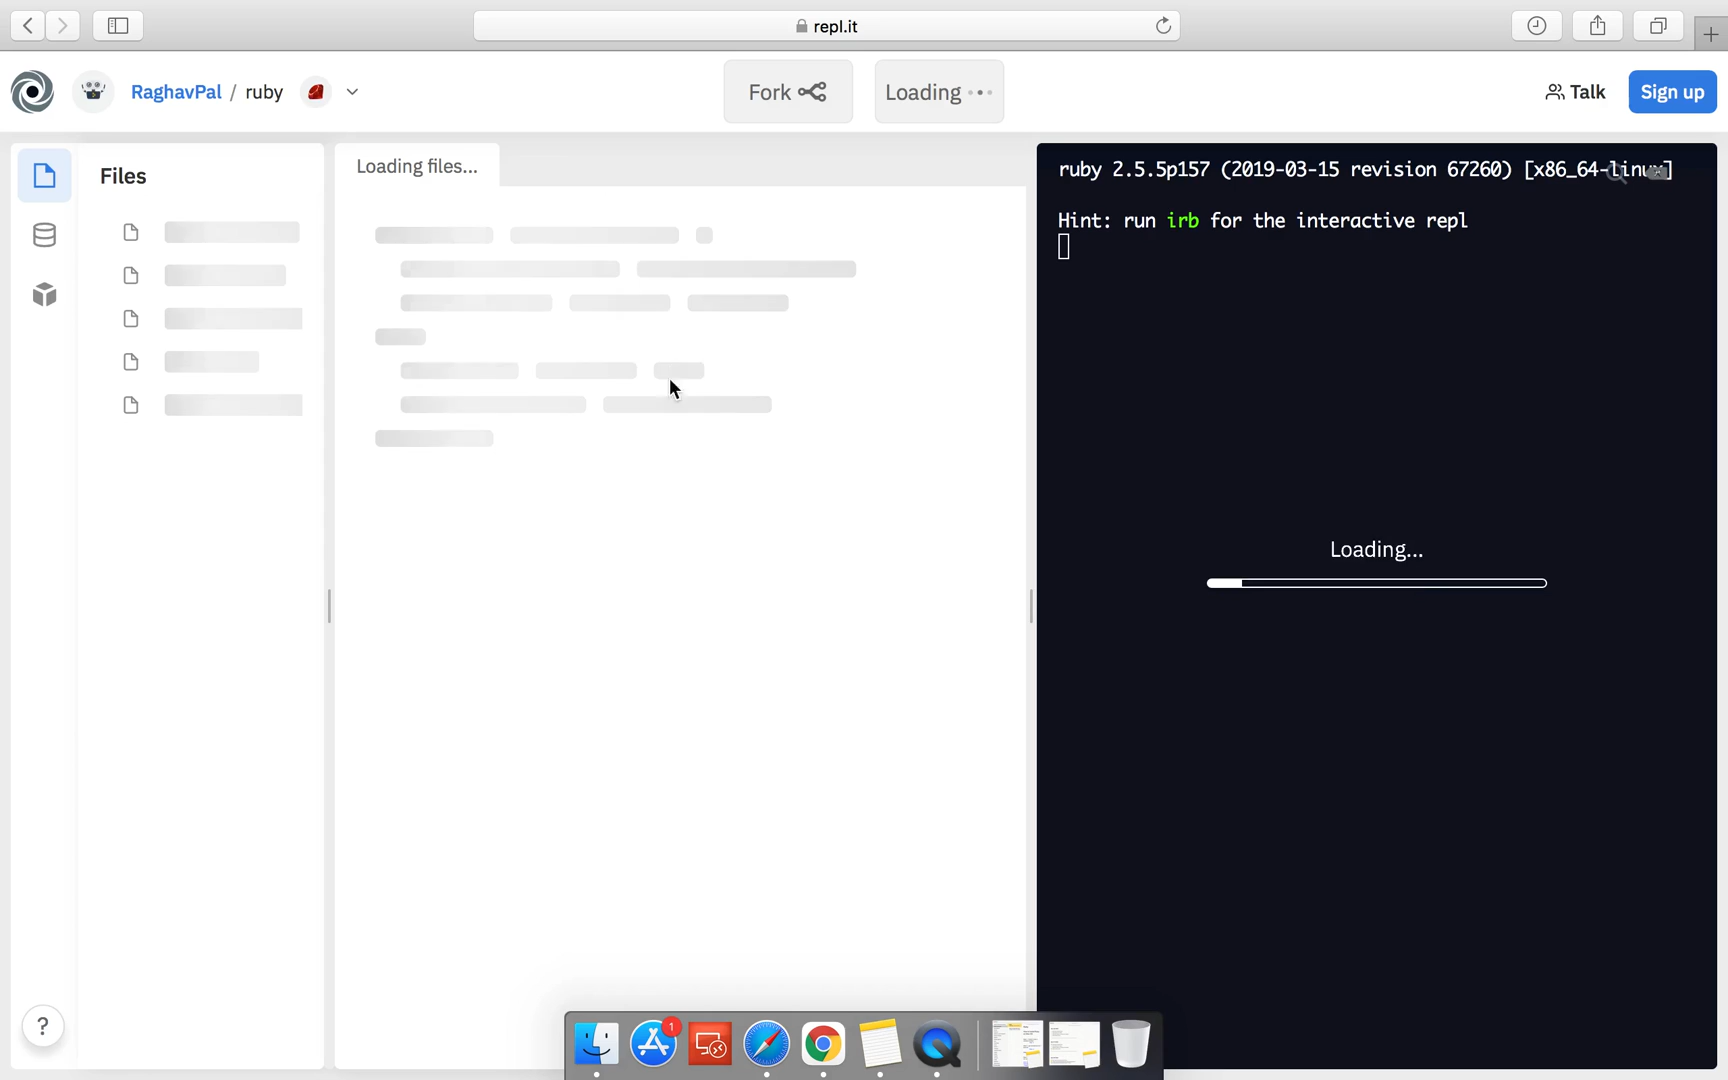 repl.it
RaghavPal / ruby
Fork
Loading
Talk
Sign up
Files
Loading files...
ruby 2.5.5p157 (2019-03-15 revision 67260) [x86_64-linux]
Hint: run irb for the interactive repl
Loading...
?
1